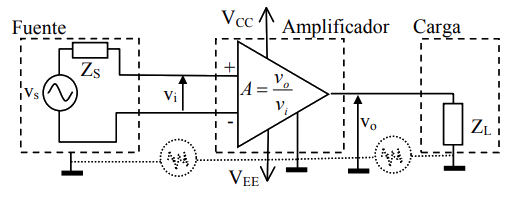 Fuente
V_CC
Amplificador
Carga
Z_S
v_s
v_i
+
-
A = v_o / v_i
v_o
Z_L
V_EE